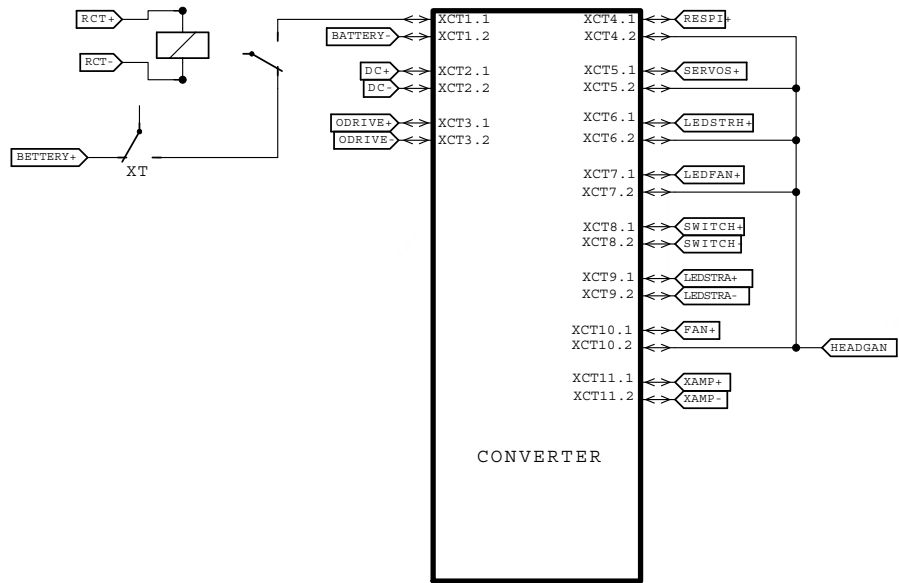 RCT+
RCT-
BETTERY+
XT
BATTERY-
DC+
DC-
ODRIVE+
ODRIVE-
XCT1.1
XCT1.2
XCT2.1
XCT2.2
XCT3.1
XCT3.2
XCT4.1
XCT4.2
XCT5.1
XCT5.2
XCT6.1
XCT6.2
XCT7.1
XCT7.2
XCT8.1
XCT8.2
XCT9.1
XCT9.2
XCT10.1
XCT10.2
XCT11.1
XCT11.2
CONVERTER
RESPI+
SERVOS+
LEDSTRH+
LEDFAN+
SWITCH+
SWITCH-
LEDSTRA+
LEDSTRA-
FAN+
HEADGAN
XAMP+
XAMP-